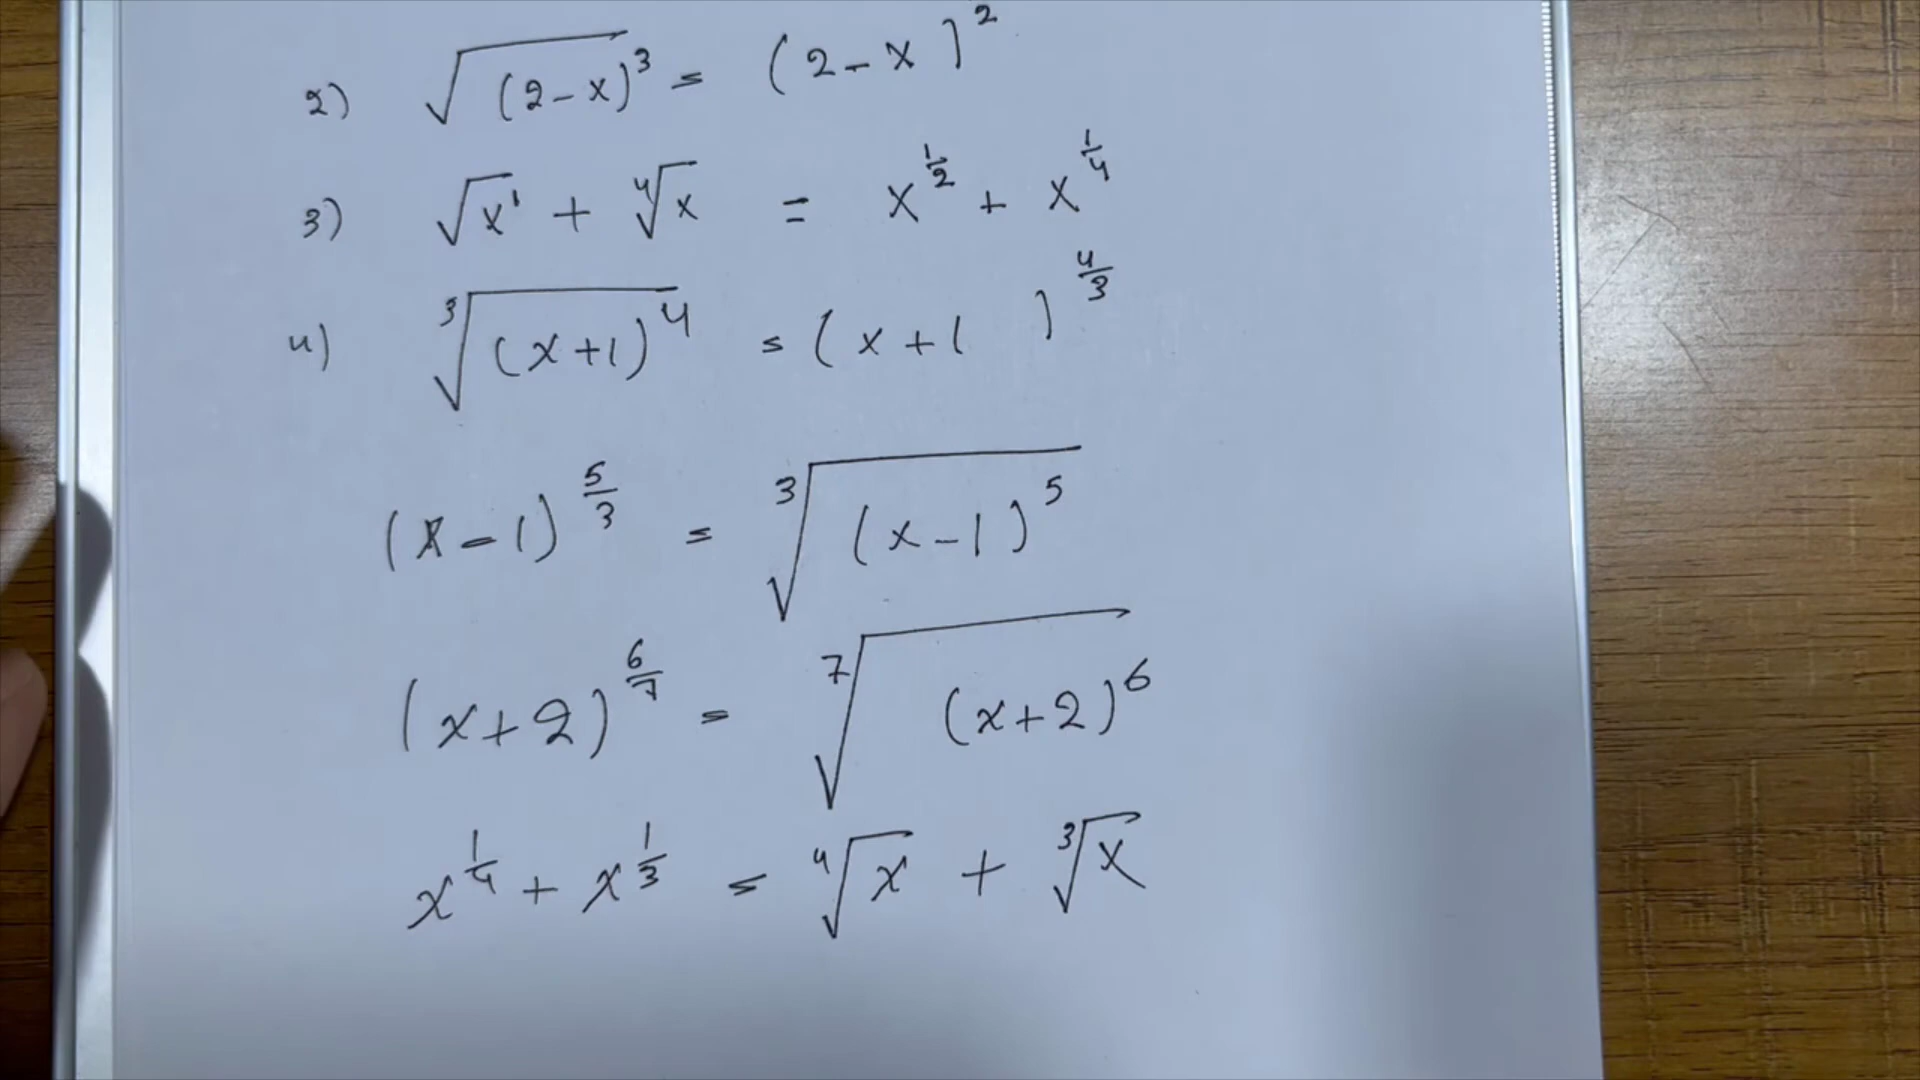 2) √(2-x)³ = (2-x)²
3) √x¹ + ⁴√x = x^(1/2) + x^(1/4)
4) ³√(x+1)⁴ = (x+1)^(4/3)
(x-1)^(5/3) = ³√(x-1)⁵
(x+2)^(6/7) = ⁷√(x+2)⁶
x^(1/4) + x^(1/3) = ⁴√x + ³√x